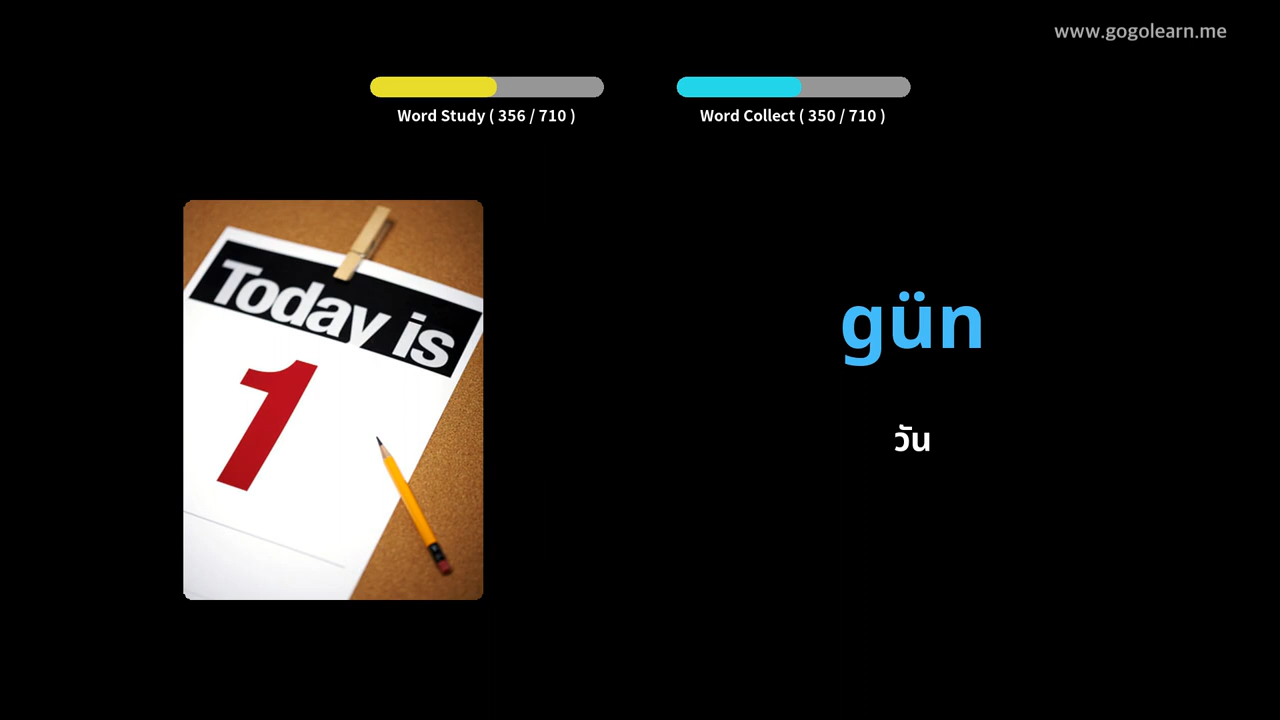 www.gogolearn.me
Word Study ( 356 / 710 )
Word Collect ( 350 / 710 )
Today is
1
gün
วัน